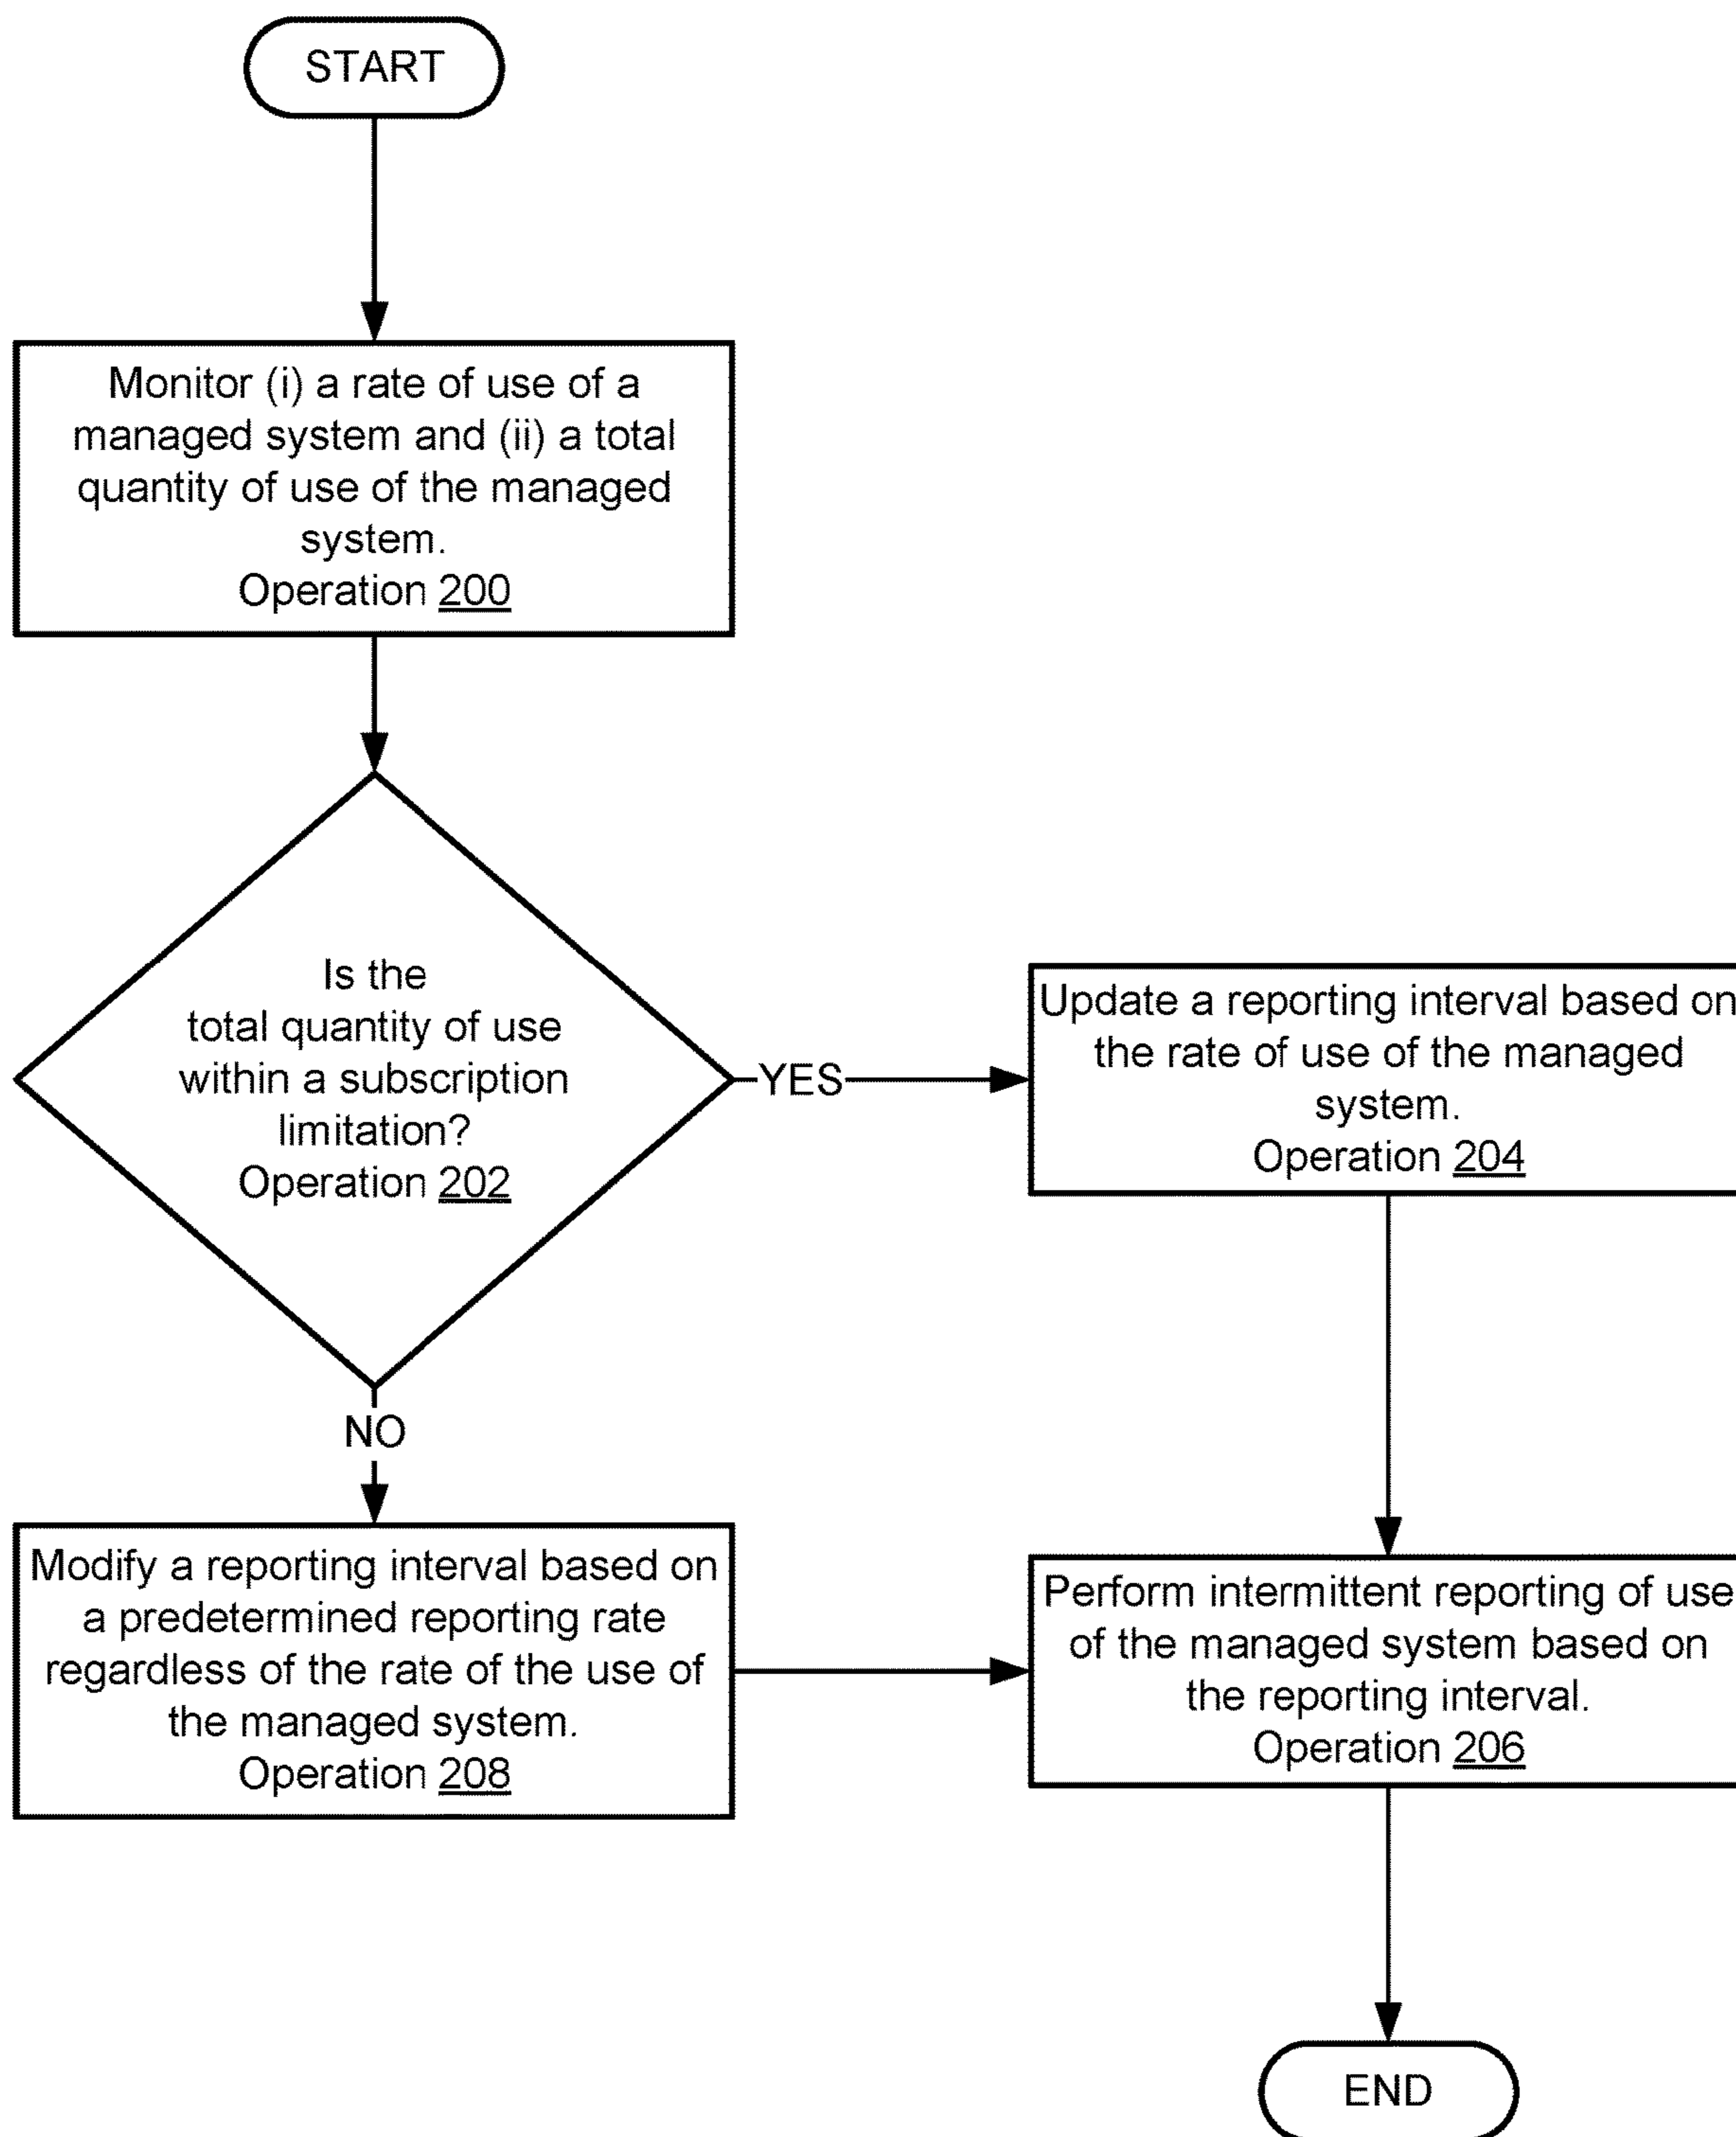 START
Monitor (i) a rate of use of a
managed system and (ii) a total
quantity of use of the managed
system.
Operation 200
Is the
total quantity of use
within a subscription
limitation?
Operation 202
YES
Update a reporting interval based on
the rate of use of the managed
system.
Operation 204
NO
Modify a reporting interval based on
a predetermined reporting rate
regardless of the rate of the use of
the managed system.
Operation 208
Perform intermittent reporting of use
of the managed system based on
the reporting interval.
Operation 206
END